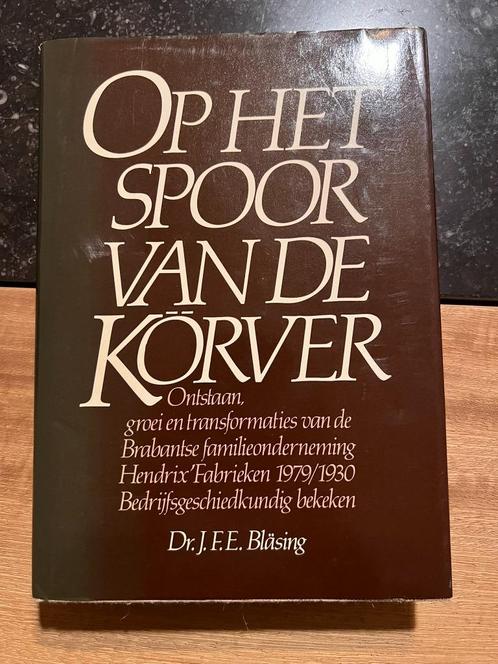 OP HET
SPOOR
VAN DE
KÖRVER
Ontstaan,
groei en transformaties van de
Brabantse familieonderneming
Hendrix' Fabrieken 1979/1930
Bedrijfsgeschiedkundig bekeken
Dr. J. F. E. Bläsing